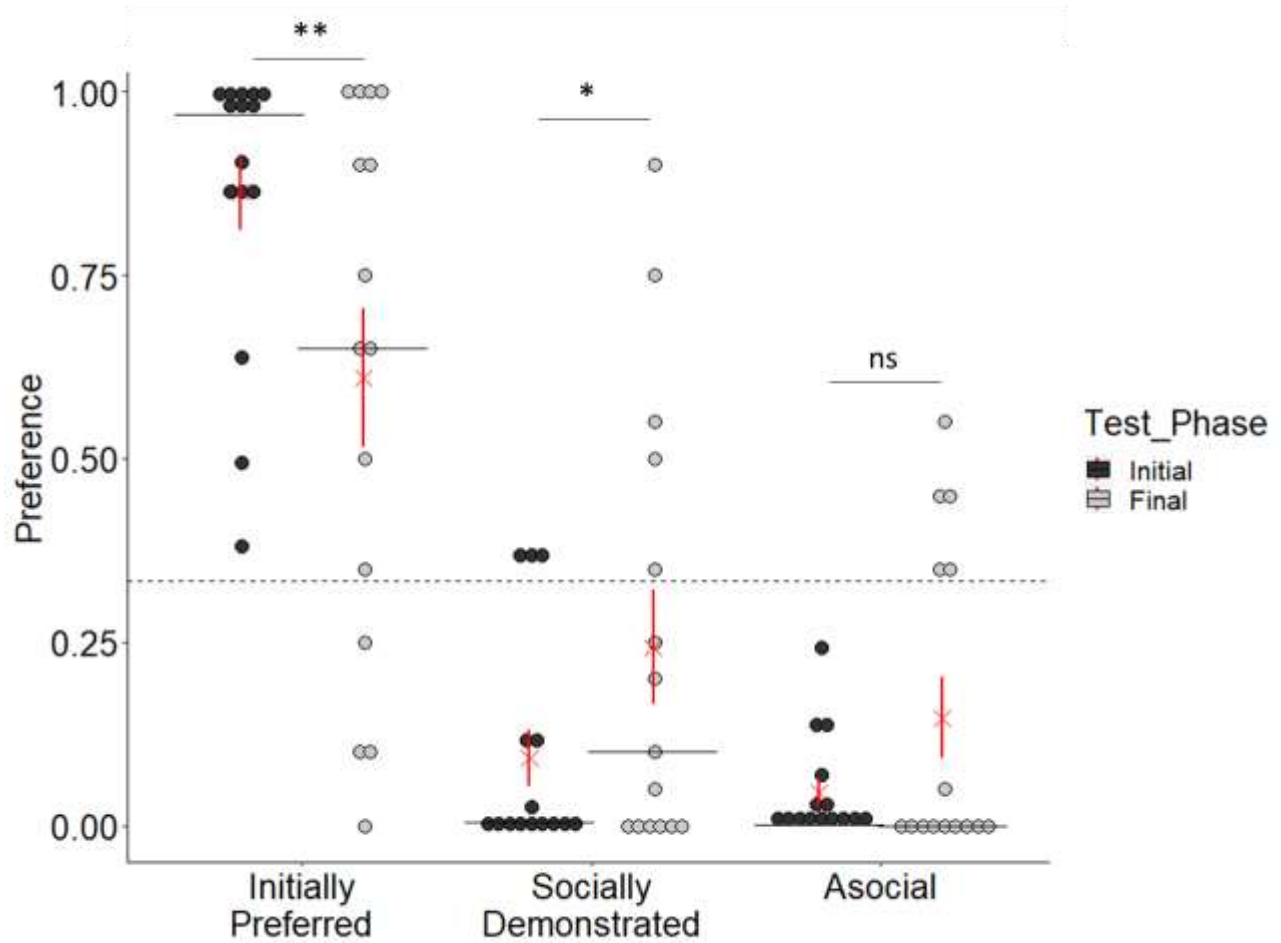 **
1.00
*
0.75
ns
Preference
0.50
Test_Phase
Initial
Final
0.25
0.00
Initially
Preferred
Socially
Demonstrated
Asocial